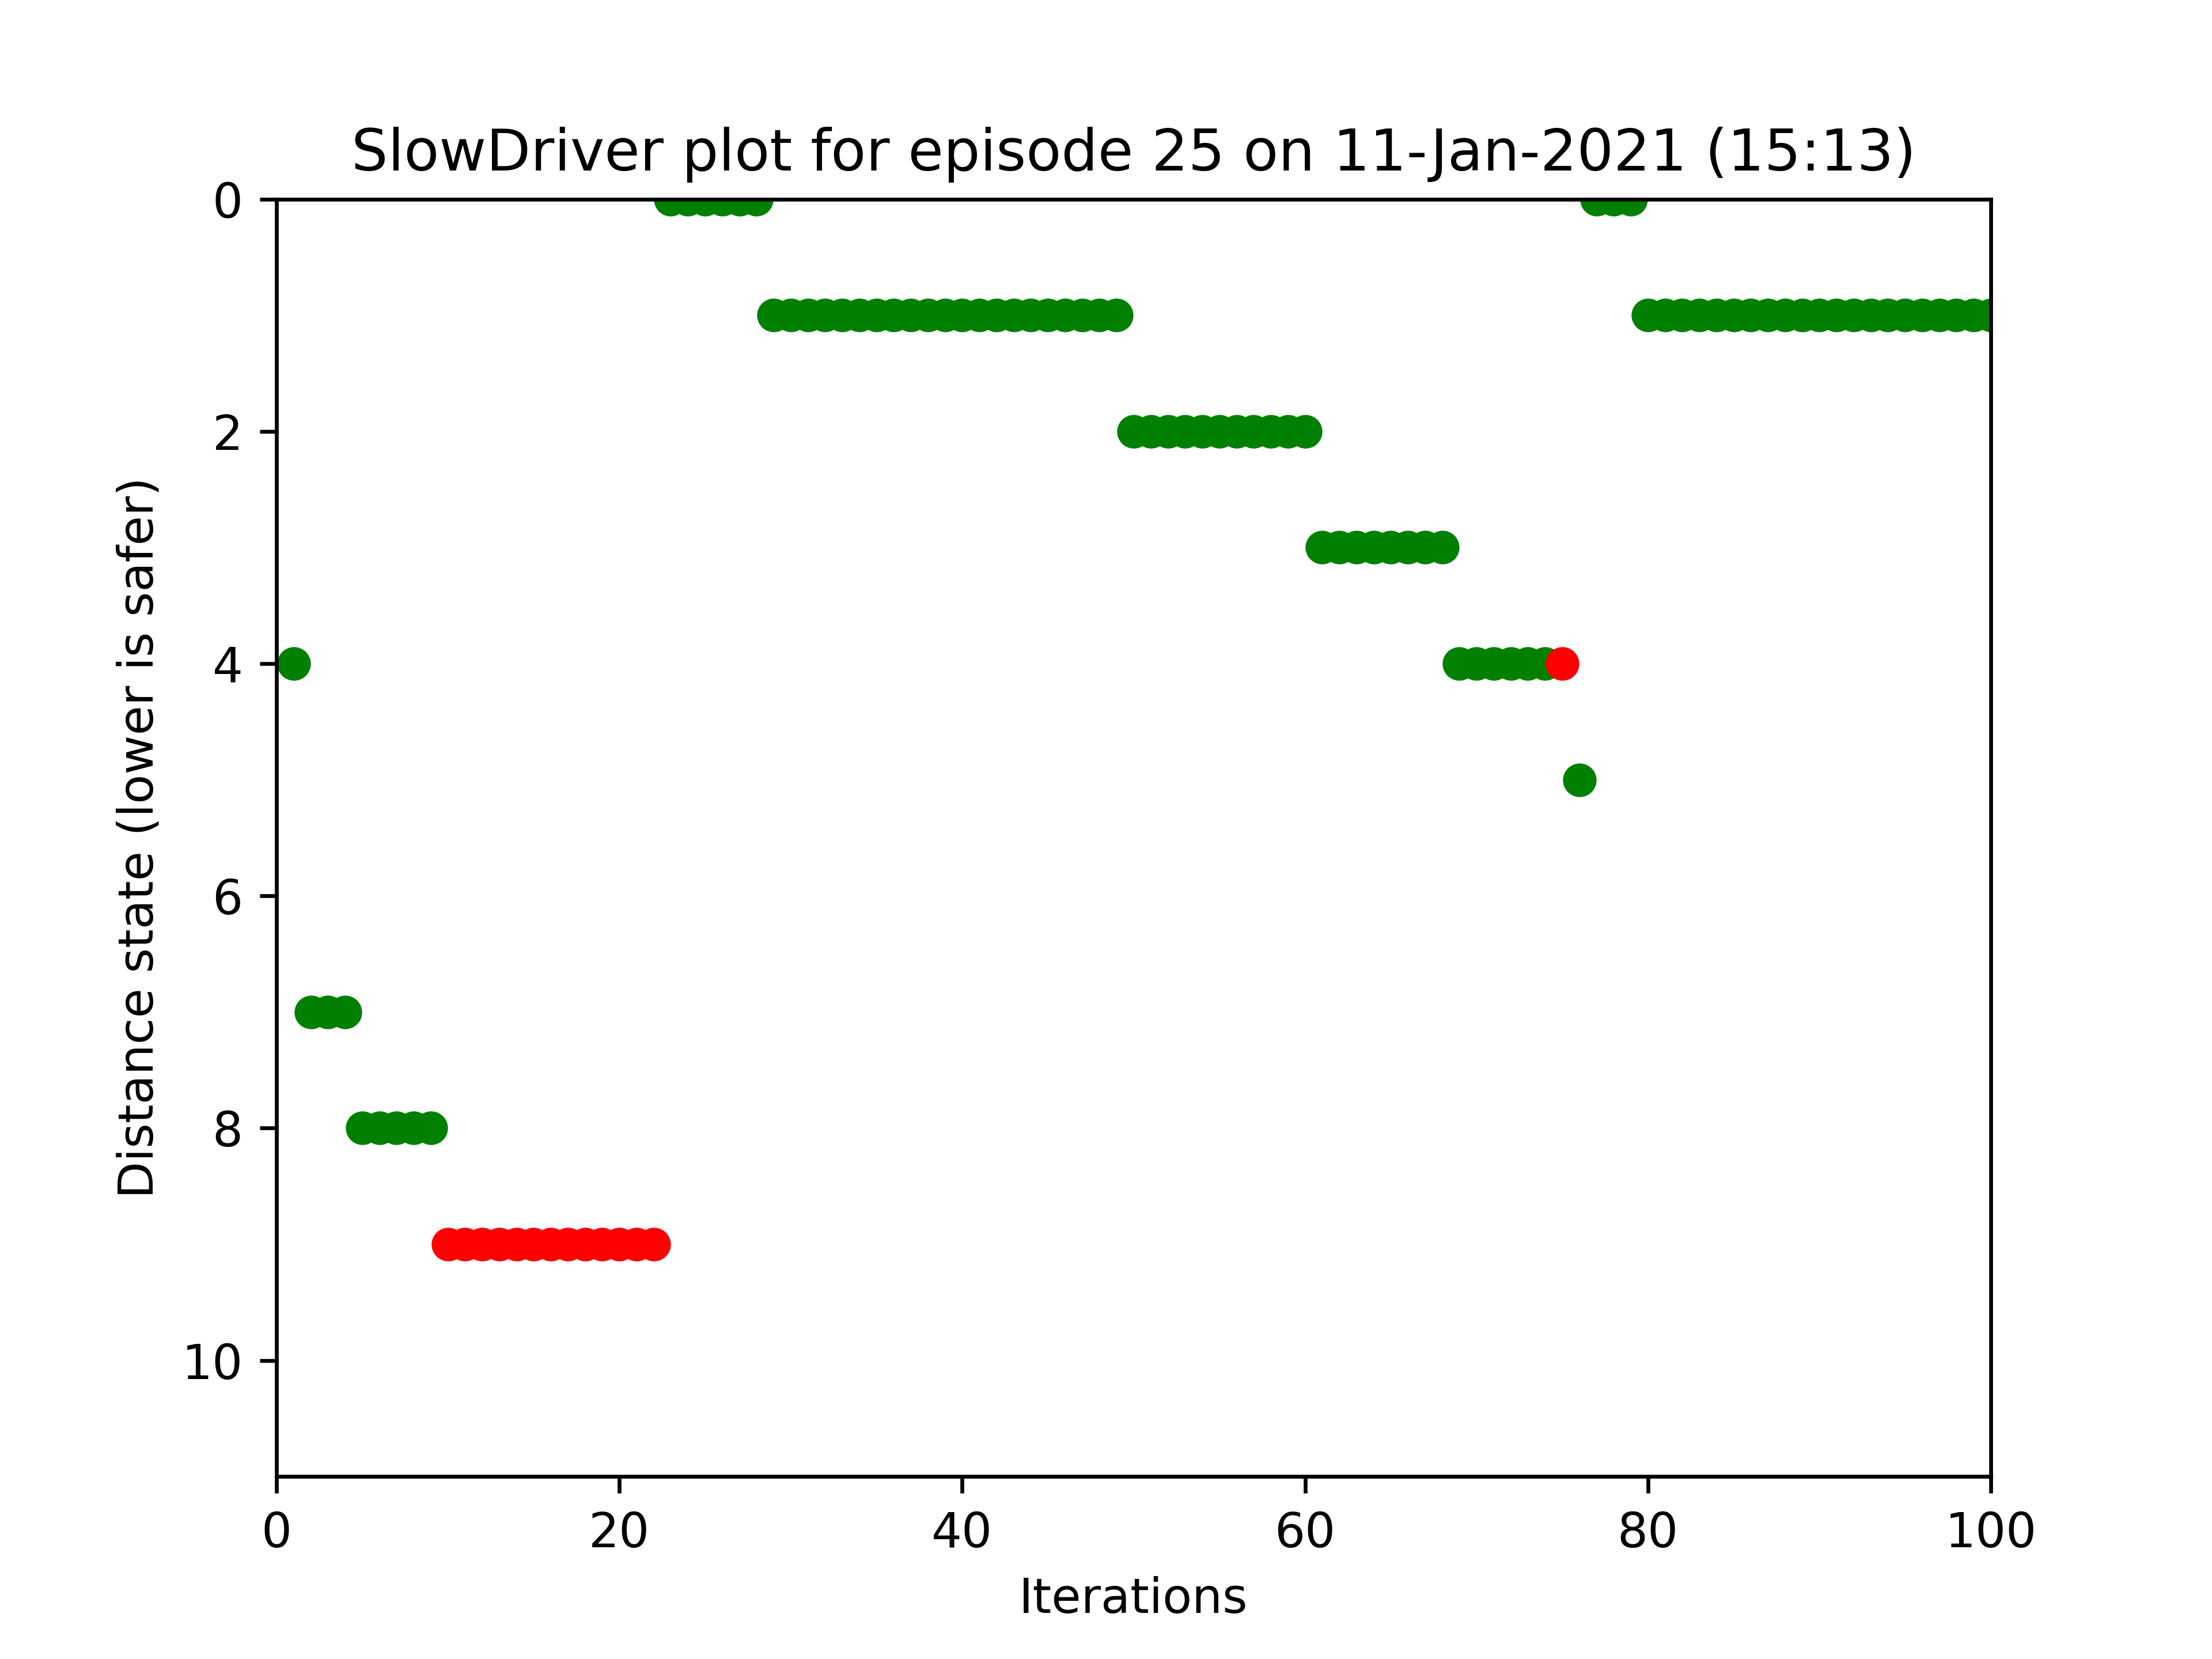 SlowDriver plot for episode 25 on 11-Jan-2021 (15:13)
0
2
4
6
8
10
Distance state (lower is safer)
0 20 40 60 80 100
Iterations